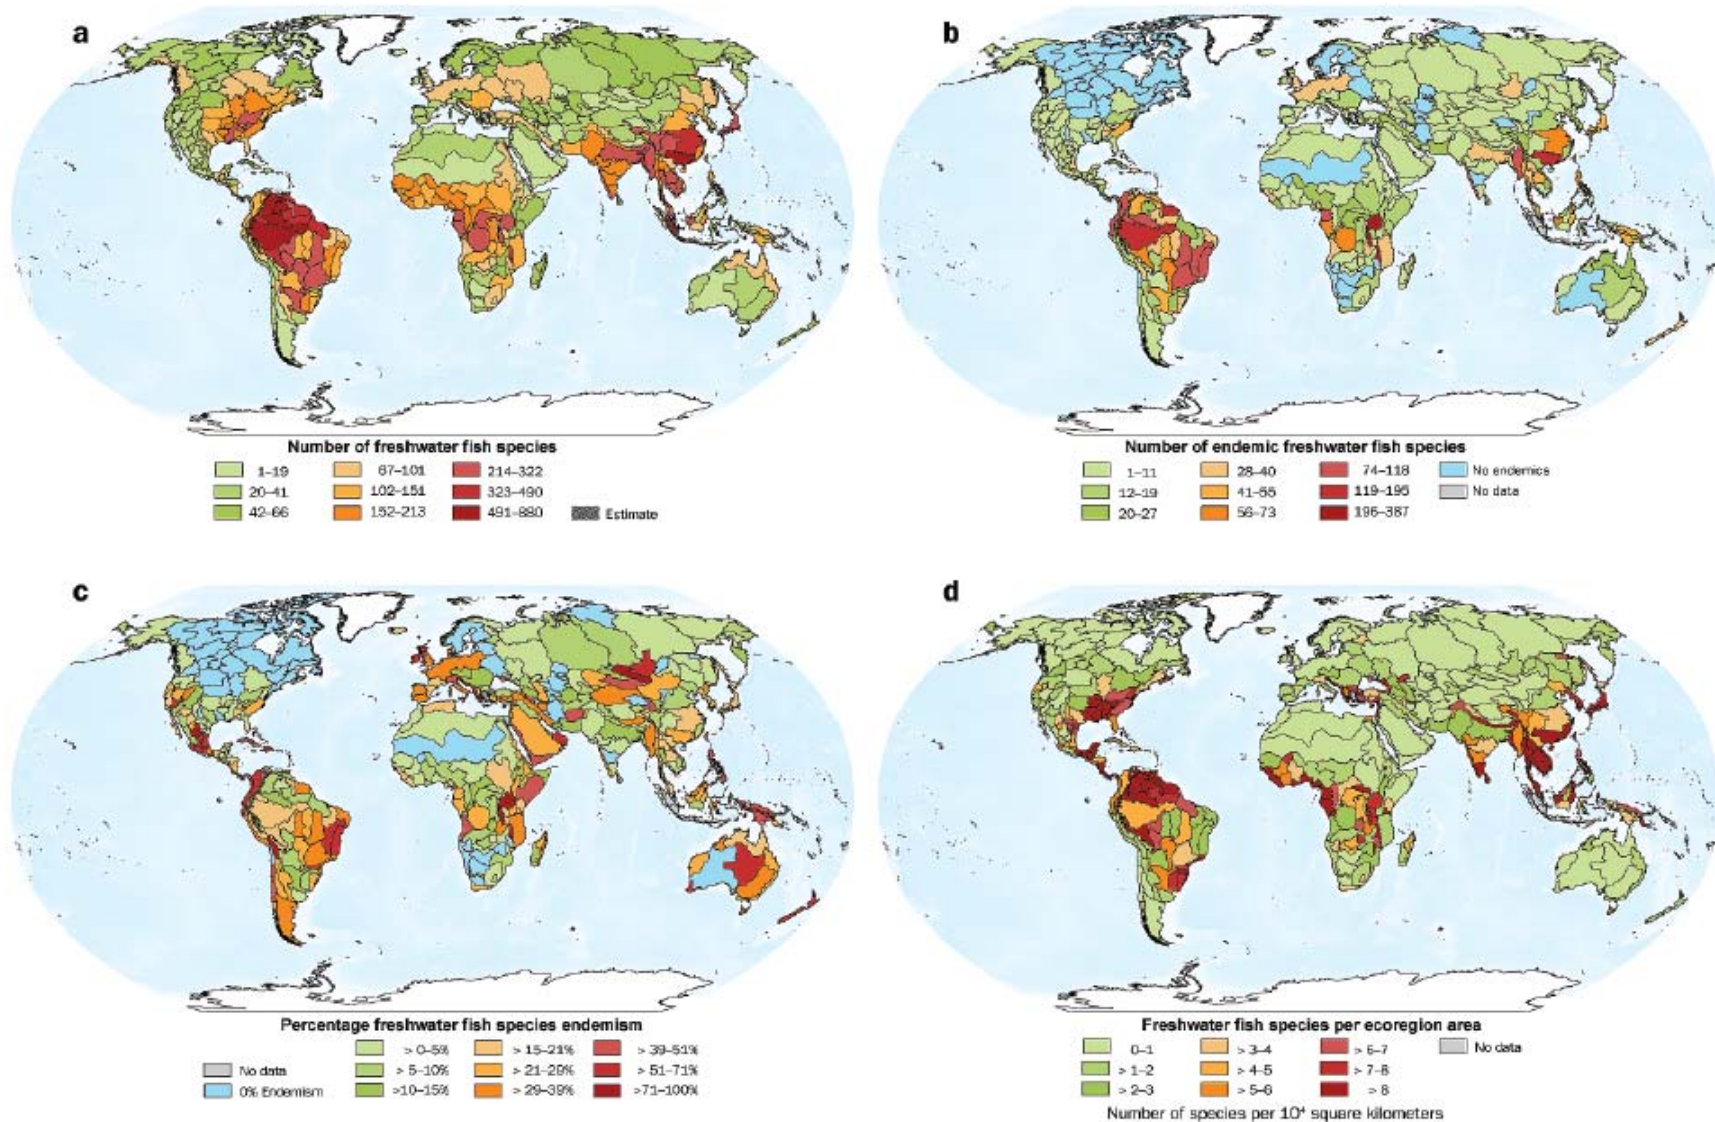 a
Number of freshwater fish species
1–19 67–101 214–322
20–41 102–151 323–490
42–66 152–213 491–880 Estimate
b
Number of endemic freshwater fish species
1–11 28–40 74–118 No endemics
12–19 41–55 119–195 No data
20–27 56–73 196–387
c
Percentage freshwater fish species endemism
> 0–5% > 15–21% > 39–51%
No data > 5–10% > 21–29% > 51–71%
0% Endemism >10–15% > 29–39% >71–100%
d
Freshwater fish species per ecoregion area
0–1 > 3–4 > 6–7 No data
> 1–2 > 4–5 > 7–8
> 2–3 > 5–6 > 8
Number of species per 10⁴ square kilometers